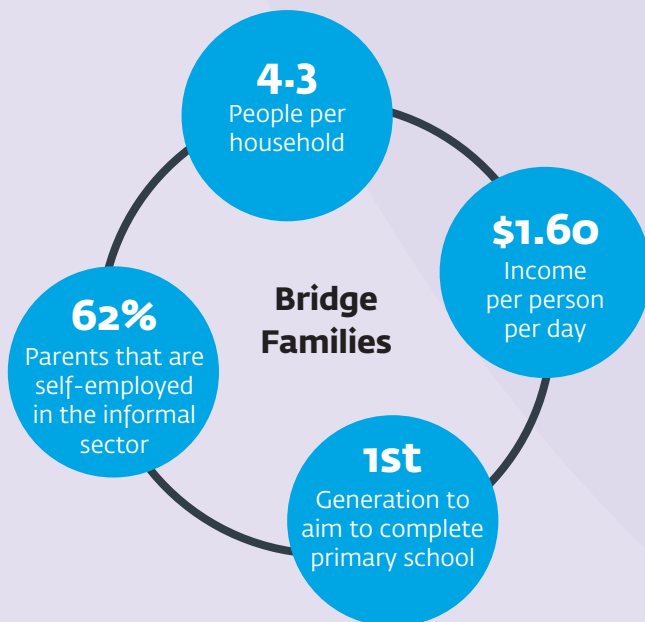 4.3
People per
household
$1.60
Income
per person
per day
Bridge
Families
62%
Parents that are
self-employed
in the informal
sector
1st
Generation to
aim to complete
primary school